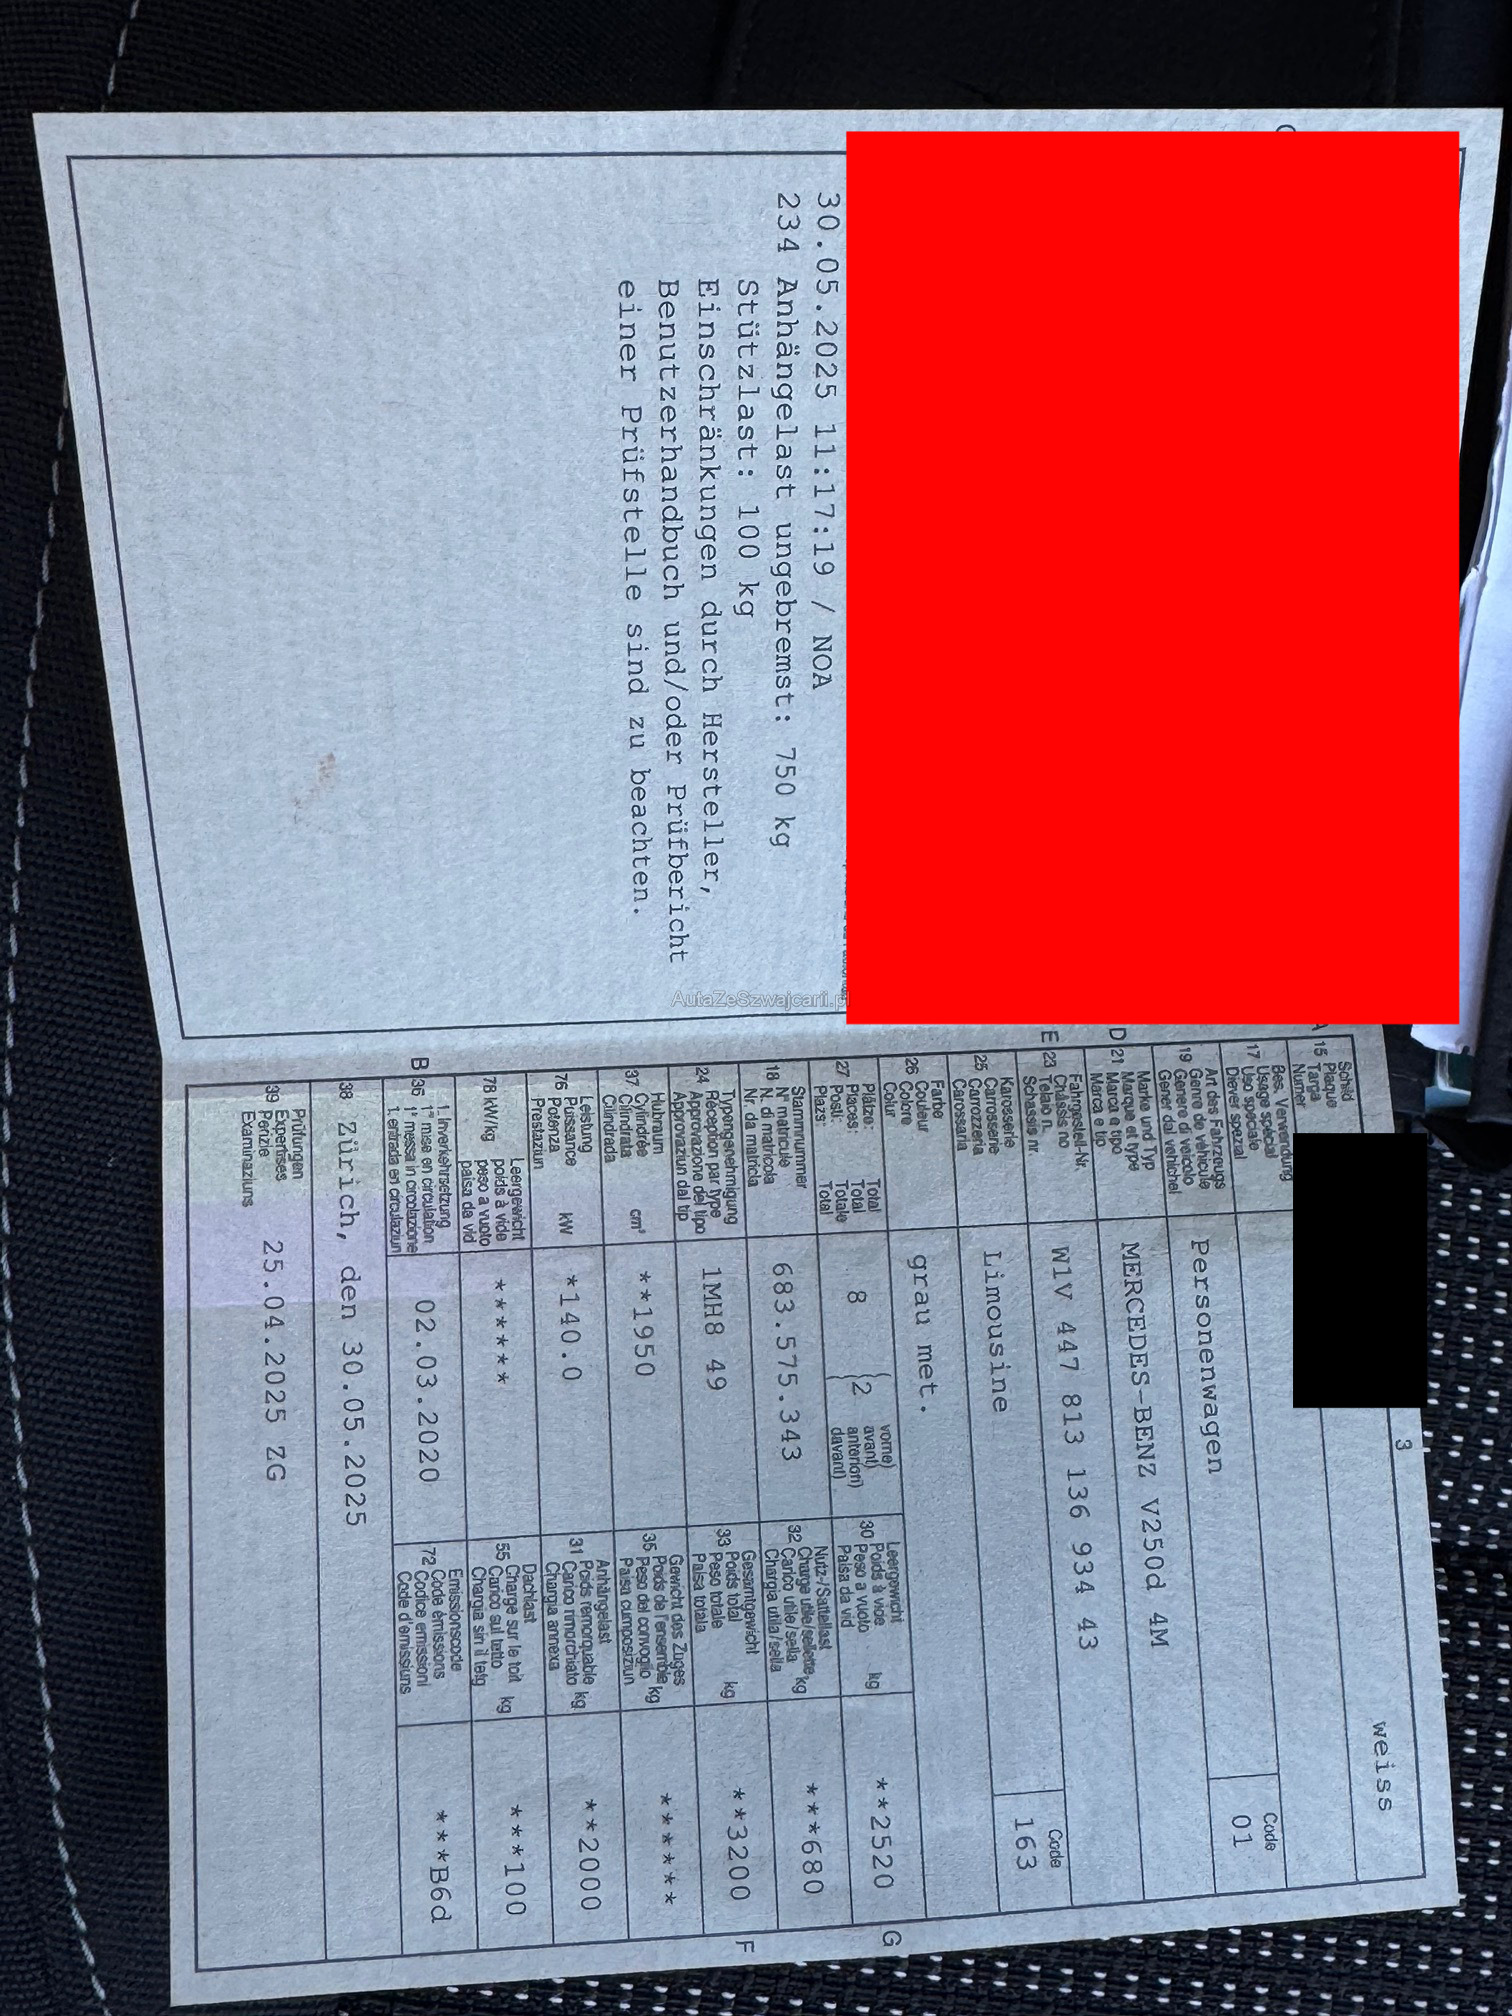 30.05.2025 11:17:19 / NOA
234 Anhängelast ungebremst: 750 kg
Stützlast: 100 kg
Einschränkungen durch Hersteller,
Benutzerhandbuch und/oder Prüfbericht
einer Prüfstelle sind zu beachten.
AutaZeSzwajcarii.pl
3
weiss
A 15 Schild
Plaque
Targa
Numer
17 Bes. Verwendung
Usage spécial
Uso speciale
Diever spezial
19 Art des Fahrzeugs
Genre de véhicule
Genere di veicolo
Gener dal vehichel
Personenwagen
Code
01
D 21 Marke und Typ
Marque et type
Marca e tipo
Marca e tip
MERCEDES-BENZ V250d 4M
E 23 Fahrgestell-Nr.
Châssis no
Telaio n.
Schassis nr.
W1V 447 813 136 934 43
25 Karosserie
Carrosserie
Carrozzeria
Carossaria
Limousine
Code
163
26 Farbe
Couleur
Colore
Colur
grau met.
27 Plätze: Total
Places: Total
Posti: Totale
Plazs: Total
8
(2
vorne)
avant)
anteriori)
davant)
30 Leergewicht
Poids à vide
Peso a vuoto
Paisa da vid
kg
**2520
G
18 Stammnummer
N° matricule
N. di matricola
Nr. da matricla
683.575.343
32 Nutz-/Sattellast
Charge utile/sellette
Carico utile/sella
Chargia utila/sella
kg
***680
24 Typengenehmigung
Réception par type
Approvazione del tipo
Approvaziun dal tip
1MH8 49
33 Gesamtgewicht
Poids total
Peso totale
Paisa totala
kg
**3200
F
37 Hubraum
Cylindrée
Cilindrata
Cilindrada
cm³
**1950
35 Gewicht des Zuges
Poids de l'ensemble
Peso del convoglio
Paisa cumposiziun
kg
******
76 Leistung
Puissance
Potenza
Prestaziun
kW
*140.0
31 Anhängelast
Poids remorquable
Carico rimorchiato
Chargia annexa
kg
**2000
78 kW/kg
Leergewicht
poids à vide
peso a vuoto
paisa da vid
******
55 Dachlast
Charge sur le toit
Carico sul tetto
Chargia sin il tetg
kg
***100
B 36 1. Inverkehrsetzung
1re mise en circulation
1a messa in circolazione
1. entrada en circulaziun
02.03.2020
72 Emissionscode
Code émissions
Codice emissioni
Code d'emissiuns
***B6d
38 Zürich, den 30.05.2025
39 Prüfungen
Expertises
Perizie
Examinaziuns
25.04.2025 ZG